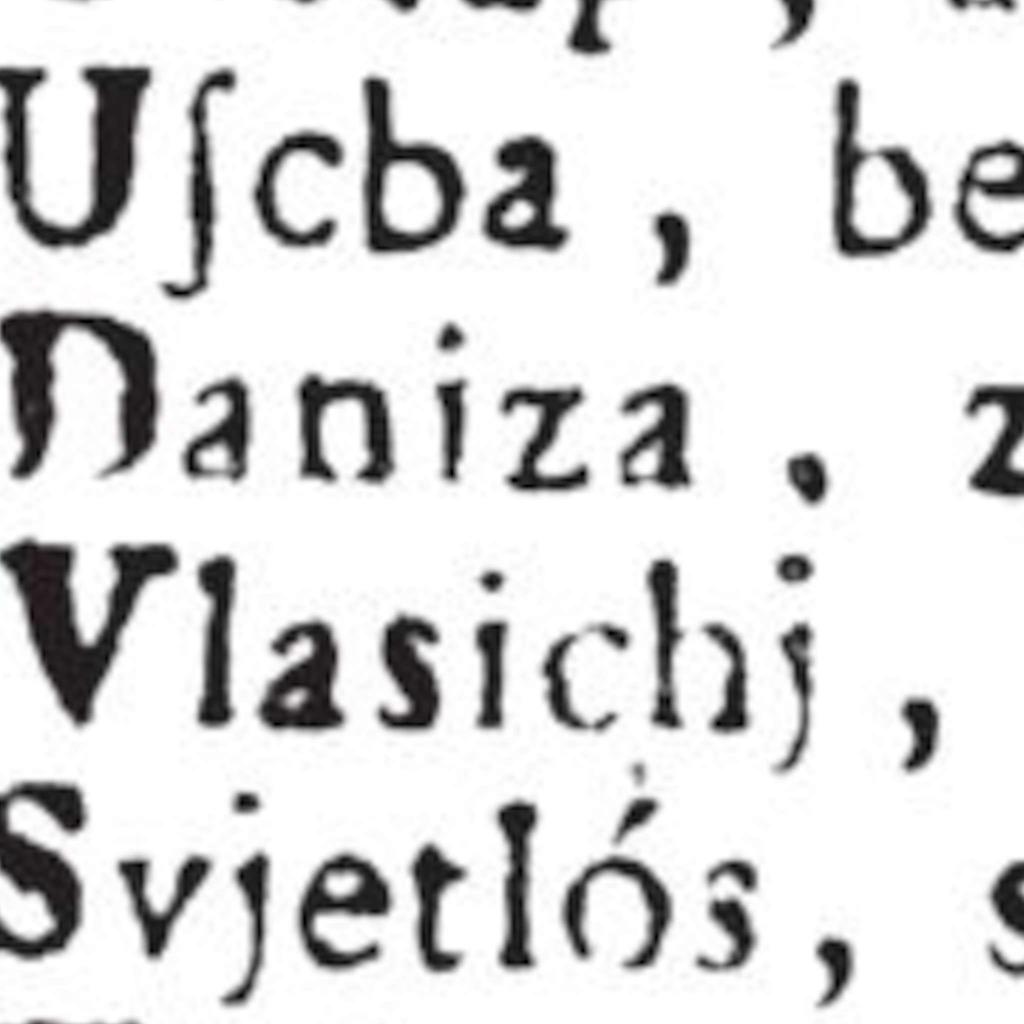 Uſcba, be
Daniza. z
Vlasichj,
Svjetlós, s